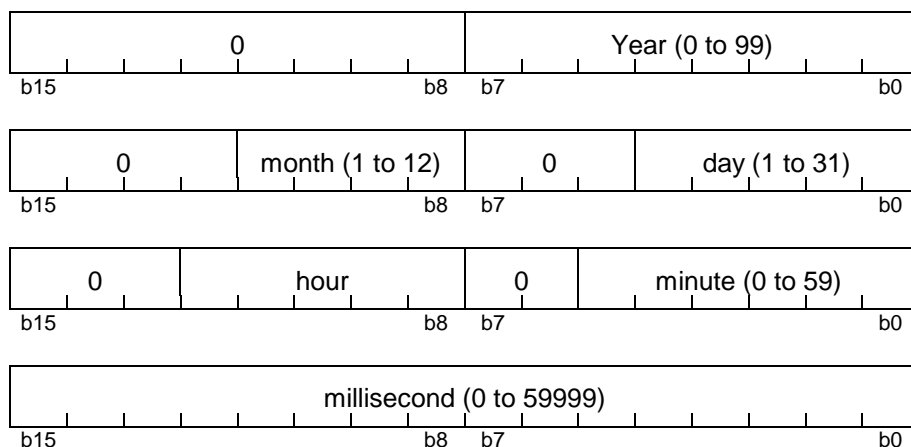 0 Year (0 to 99)
b15 b8 b7 b0
0 month (1 to 12) 0 day (1 to 31)
b15 b8 b7 b0
0 hour 0 minute (0 to 59)
b15 b8 b7 b0
millisecond (0 to 59999)
b15 b8 b7 b0